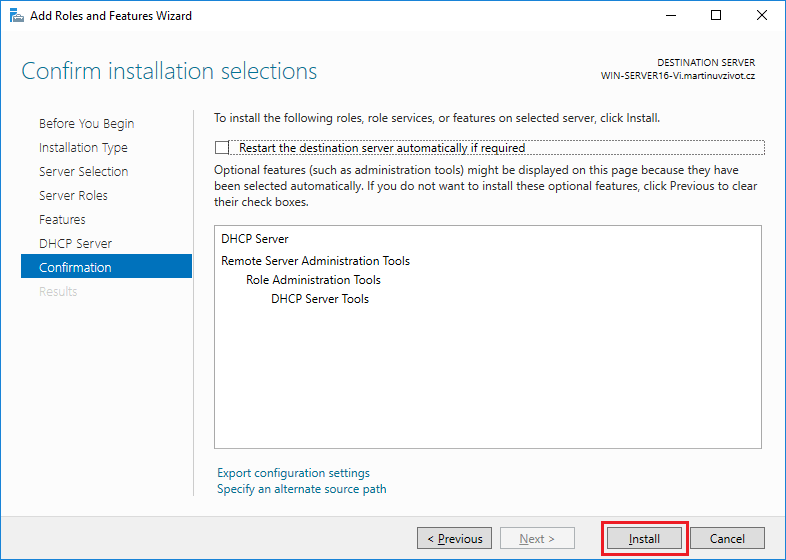 Add Roles and Features Wizard
Confirm installation selections
DESTINATION SERVER
WIN-SERVER16-Vi.martinuvzivot.cz
Before You Begin
Installation Type
Server Selection
Server Roles
Features
DHCP Server
Confirmation
Results
To install the following roles, role services, or features on selected server, click Install.
Restart the destination server automatically if required
Optional features (such as administration tools) might be displayed on this page because they have
been selected automatically. If you do not want to install these optional features, click Previous to clear
their check boxes.
DHCP Server
Remote Server Administration Tools
Role Administration Tools
DHCP Server Tools
Export configuration settings
Specify an alternate source path
< Previous
Next >
Install
Cancel